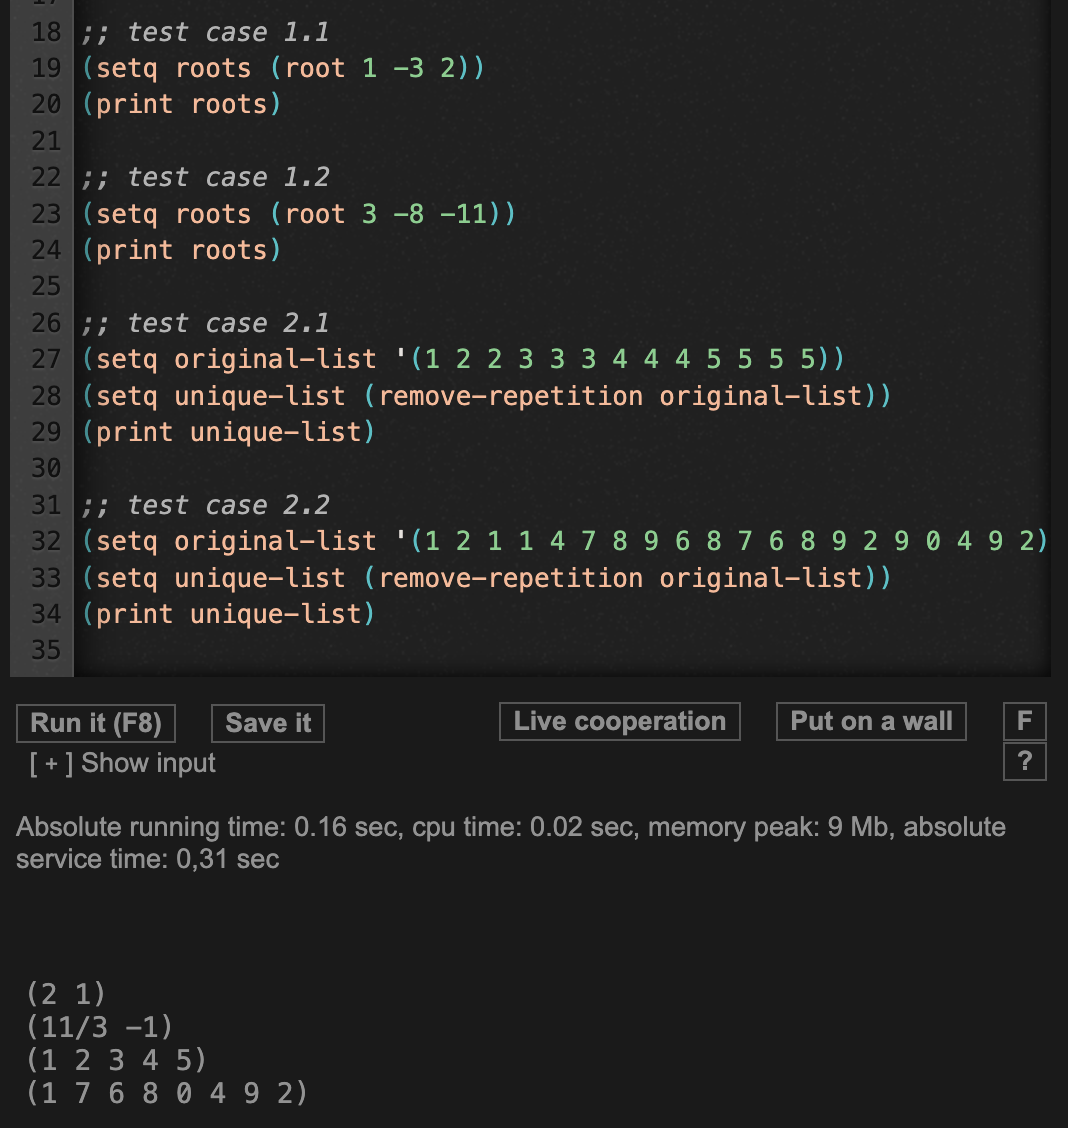 18 ;; test case 1.1
19 (setq roots (root 1 -3 2))
20 (print roots)
21
22 ;; test case 1.2
23 (setq roots (root 3 -8 -11))
24 (print roots)
25
26 ;; test case 2.1
27 (setq original-list '(1 2 2 3 3 3 4 4 4 5 5 5 5))
28 (setq unique-list (remove-repetition original-list))
29 (print unique-list)
30
31 ;; test case 2.2
32 (setq original-list '(1 2 1 1 4 7 8 9 6 8 7 6 8 9 2 9 0 4 9 2)
33 (setq unique-list (remove-repetition original-list))
34 (print unique-list)
35
Run it (F8) Save it Live cooperation Put on a wall F
[ + ] Show input ?
Absolute running time: 0.16 sec, cpu time: 0.02 sec, memory peak: 9 Mb, absolute
service time: 0,31 sec
(2 1)
(11/3 -1)
(1 2 3 4 5)
(1 7 6 8 0 4 9 2)